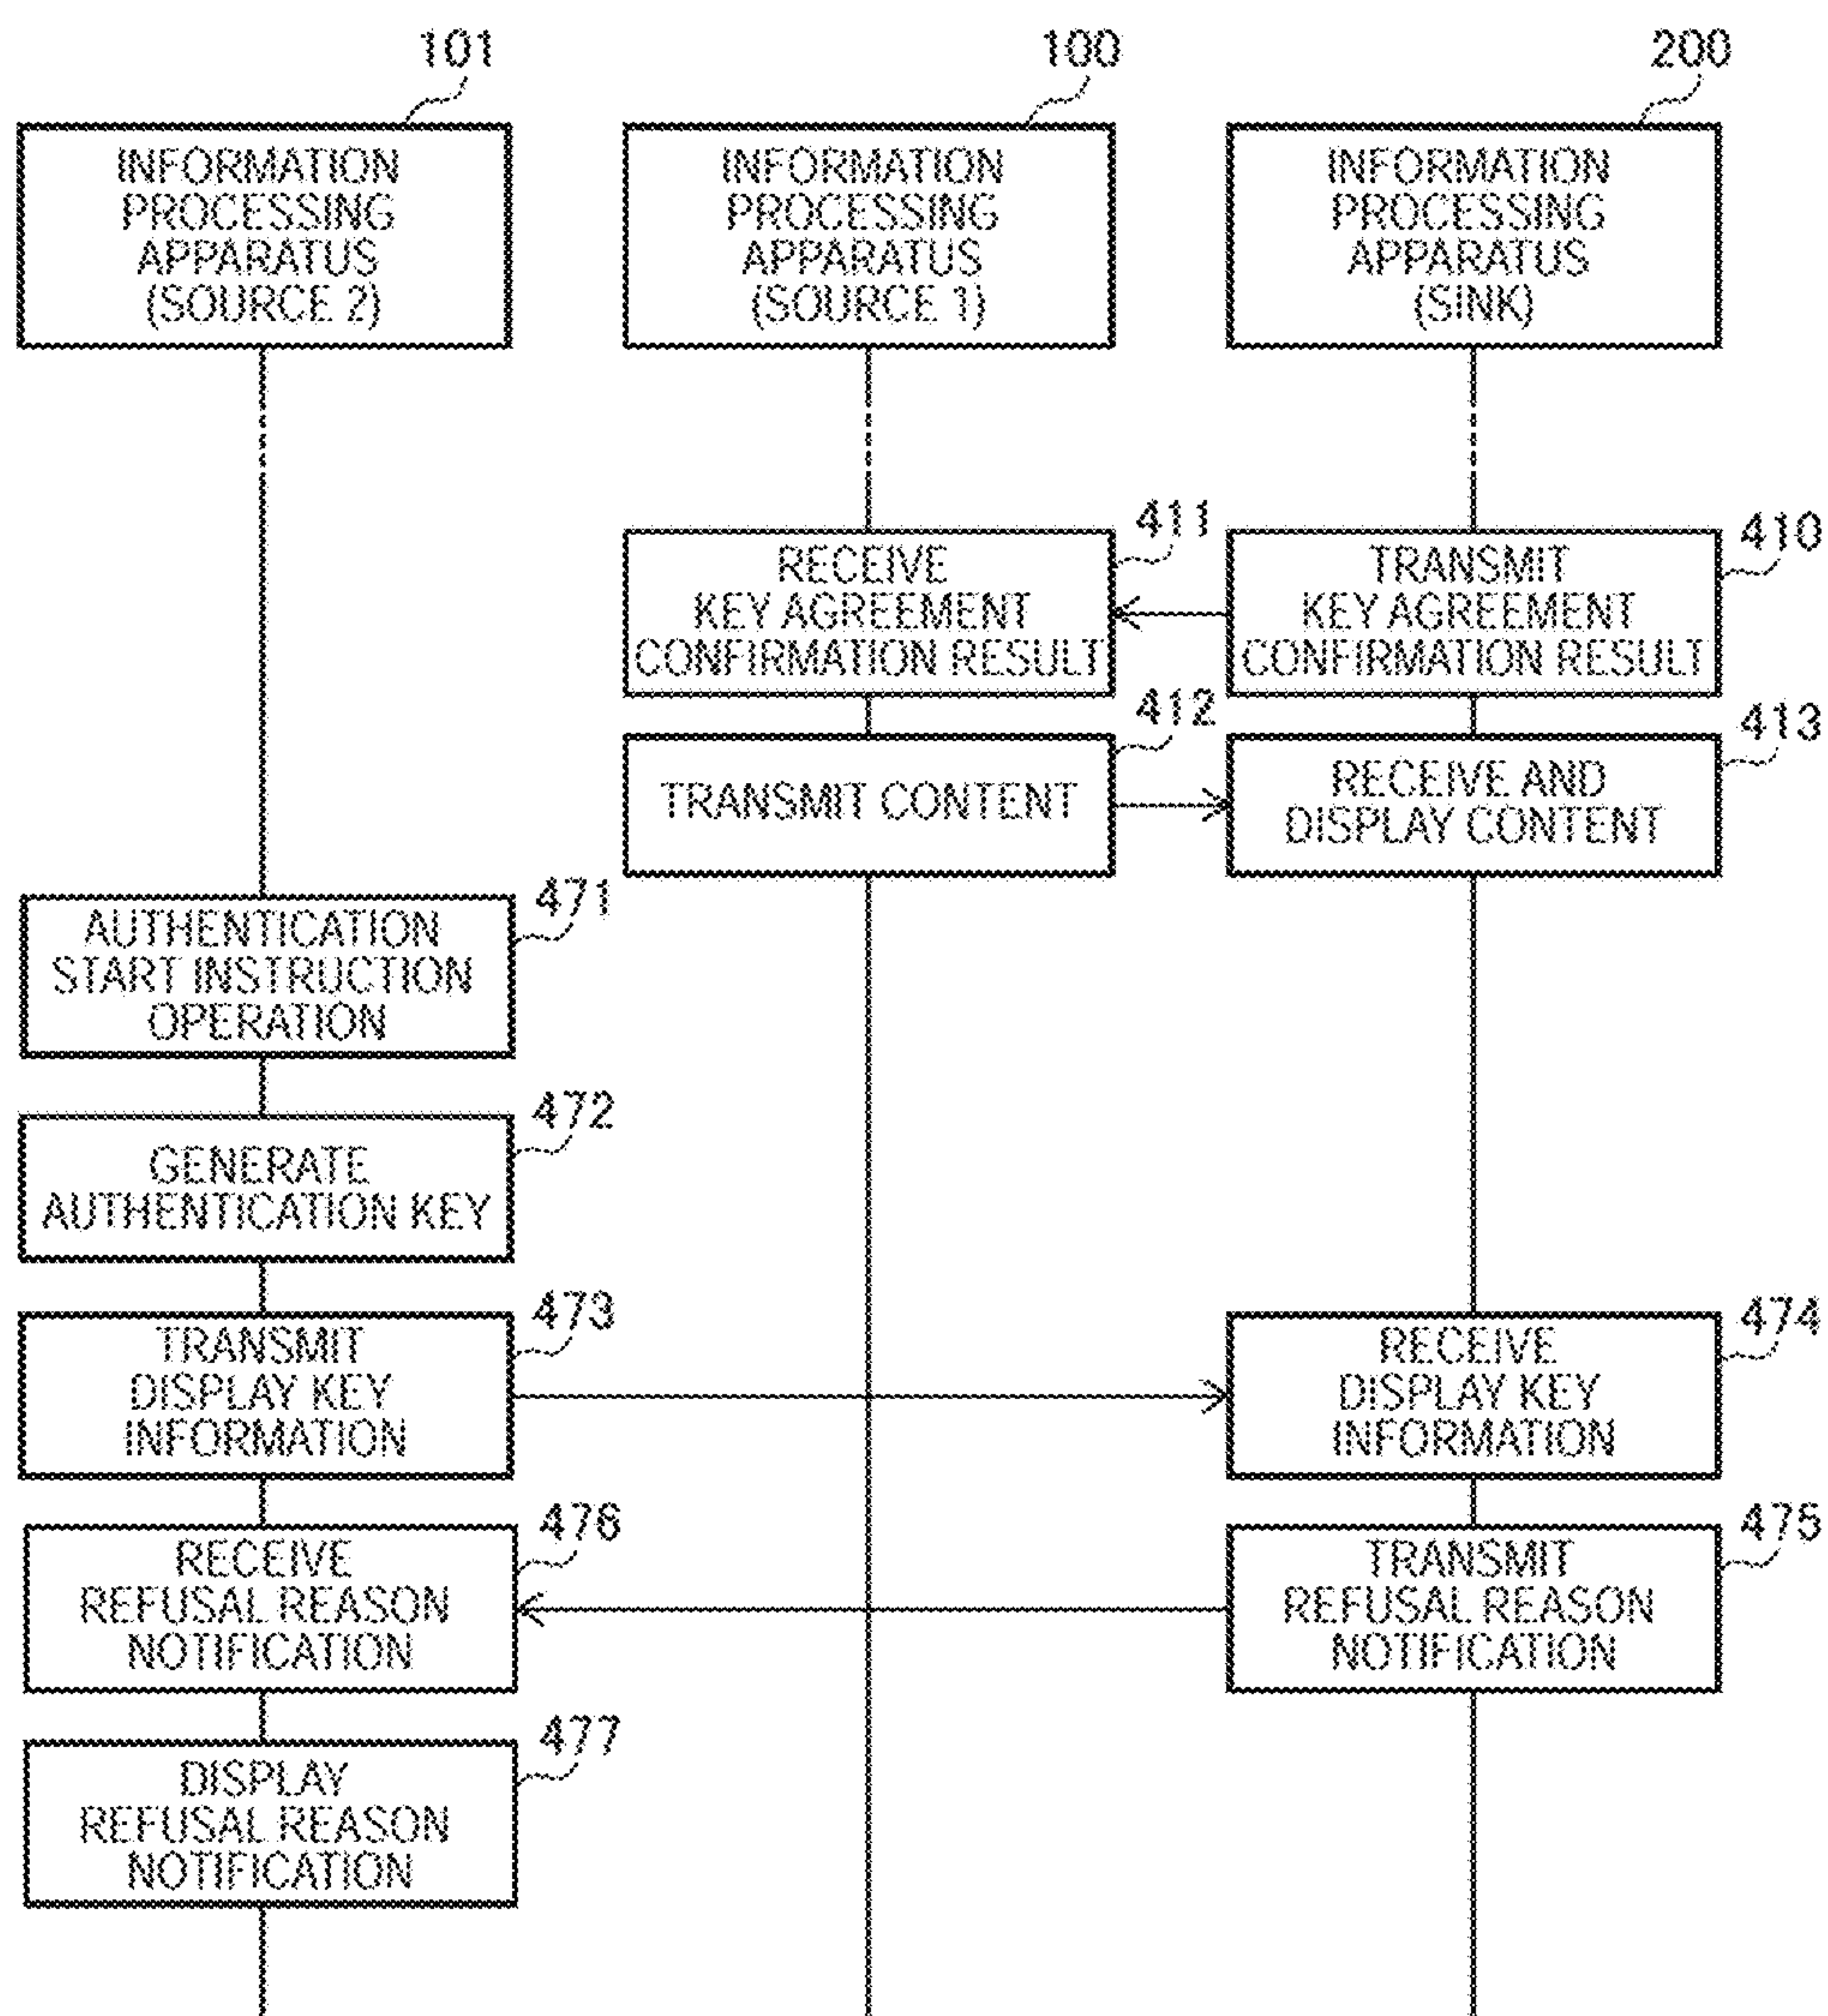 101
100
200
INFORMATION
PROCESSING
APPARATUS
(SOURCE 2)
INFORMATION
PROCESSING
APPARATUS
(SOURCE 1)
INFORMATION
PROCESSING
APPARATUS
(SINK)
411
RECEIVE
KEY AGREEMENT
CONFIRMATION RESULT
410
TRANSMIT
KEY AGREEMENT
CONFIRMATION RESULT
412
TRANSMIT CONTENT
413
RECEIVE AND
DISPLAY CONTENT
471
AUTHENTICATION
START INSTRUCTION
OPERATION
472
GENERATE
AUTHENTICATION KEY
473
TRANSMIT
DISPLAY KEY
INFORMATION
474
RECEIVE
DISPLAY KEY
INFORMATION
476
RECEIVE
REFUSAL REASON
NOTIFICATION
475
TRANSMIT
REFUSAL REASON
NOTIFICATION
477
DISPLAY
REFUSAL REASON
NOTIFICATION